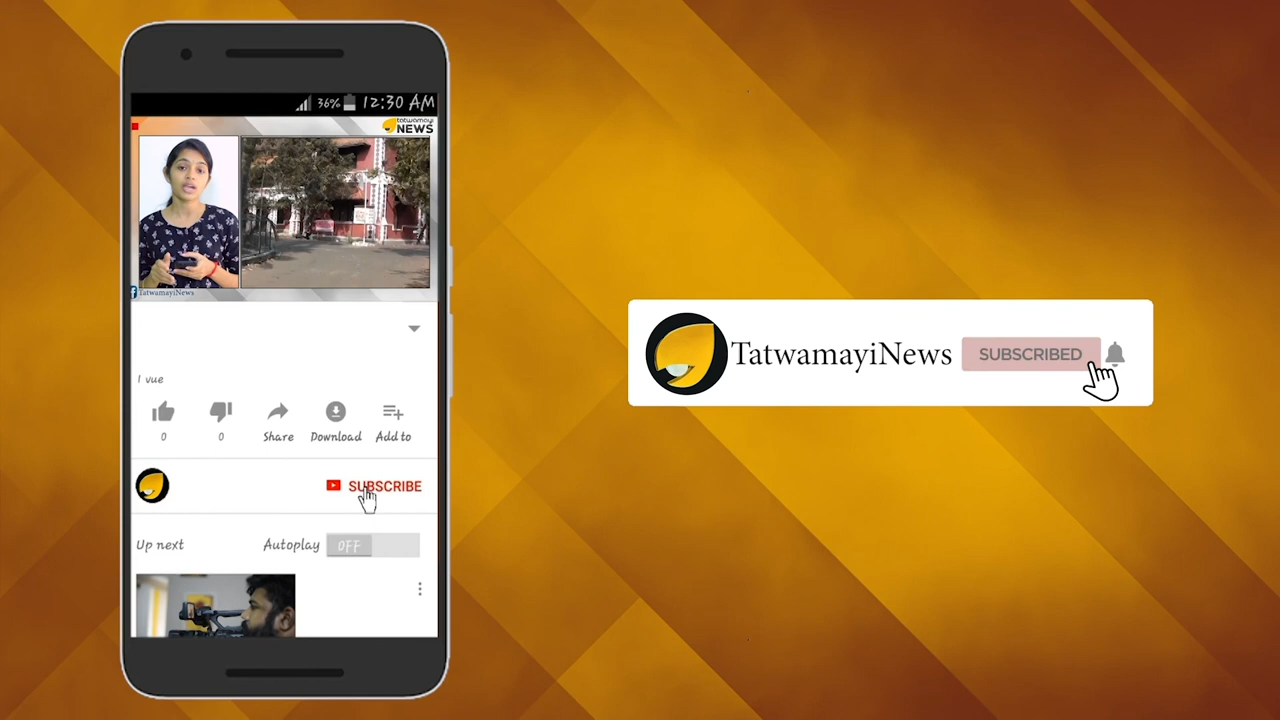 36% 12:30 AM
tatwamayi
NEWS
TatwamayiNews
1 vue
0 0 Share Download Add to
SUBSCRIBE
Up next Autoplay OFF
TatwamayiNews SUBSCRIBED